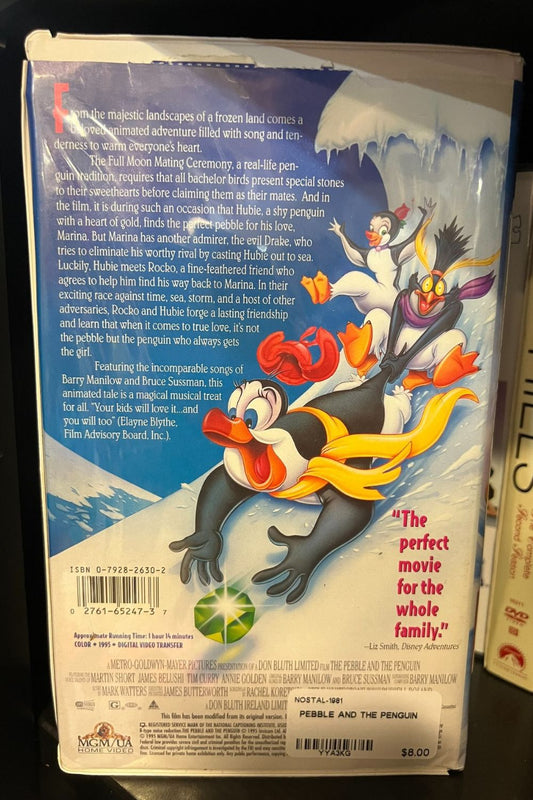 From the majestic landscapes of a frozen land comes a
beloved animated adventure filled with song and ten-
derness to warm everyone's heart.
The Full Moon Mating Ceremony, a real-life pen-
guin tradition, requires that all bachelor birds present special stones
to their sweethearts before claiming them as their mates. And in
the film, it is during such an occasion that Hubie, a shy penguin
with a heart of gold, finds the perfect pebble for his love,
Marina. But Marina has another admirer, the evil Drake, who
tries to eliminate his worthy rival by casting Hubie out to sea.
Luckily, Hubie meets Rocko, a fine-feathered friend who
agrees to help him find his way back to Marina. In their
exciting race against time, sea, storm, and a host of other
adversaries, Rocko and Hubie forge a lasting friendship
and learn that when it comes to true love, it's not
the pebble but the penguin who always gets
the girl.
Featuring the incomparable songs of
Barry Manilow and Bruce Sussman, this
animated tale is a magical musical treat
for all. "Your kids will love it...and
you will too" (Elayne Blythe,
Film Advisory Board, Inc.).
"The
perfect
movie
for the
whole
family."
–Liz Smith, Disney Adventures
ISBN 0-7928-2630-2
0 27616 5247-3 7
Approximate Running Time: 1 hour 14 minutes
COLOR • 1995 • DIGITAL VIDEO TRANSFER
A METRO-GOLDWYN-MAYER PICTURES PRESENTATION OF A DON BLUTH LIMITED FILM THE PEBBLE AND THE PENGUIN
MARTIN SHORT JAMES BELUSHI TIM CURRY ANNIE GOLDEN BARRY MANILOW AND BRUCE SUSSMAN BARRY MANILOW
MARK WATTERS JAMES BUTTERWORTH RACHEL
DON BLUTH IRELAND LIMIT
This film has been modified from its original version.
MGM/UA
HOME VIDEO
NOSTAL-1981
PEBBLE AND THE PENGUIN
YYA3KG
$8.00
HILLS
The Complete
Second Season
DVD